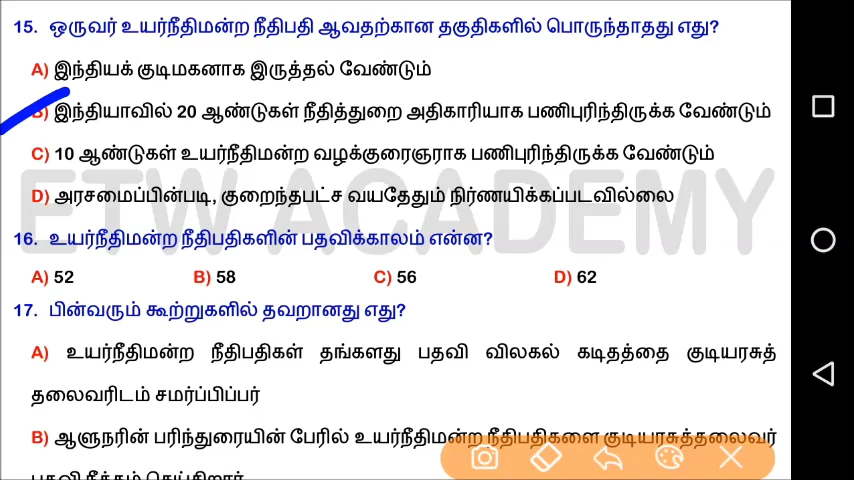 15. ஒருவர் உயர்நீதிமன்ற நீதிபதி ஆவதற்கான தகுதிகளில் பொருந்தாதது எது?
A) இந்தியக் குடிமகனாக இருத்தல் வேண்டும்
B) இந்தியாவில் 20 ஆண்டுகள் நீதித்துறை அதிகாரியாக பணிபுரிந்திருக்க வேண்டும்
C) 10 ஆண்டுகள் உயர்நீதிமன்ற வழக்குரைஞராக பணிபுரிந்திருக்க வேண்டும்
D) அரசமைப்பின்படி, குறைந்தபட்ச வயதேதும் நிர்ணயிக்கப்படவில்லை
ETW ACADEMY
16. உயர்நீதிமன்ற நீதிபதிகளின் பதவிக்காலம் என்ன?
A) 52 B) 58 C) 56 D) 62
17. பின்வரும் கூற்றுகளில் தவறானது எது?
A) உயர்நீதிமன்ற நீதிபதிகள் தங்களது பதவி விலகல் கடிதத்தை குடியரசுத்
தலைவரிடம் சமர்ப்பிப்பர்
B) ஆளுநரின் பரிந்துரையின் பேரில் உயர்நீதிமன்ற நீதிபதிகளை குடியரசுத்தலைவர்
பதவி நீக்கம் செய்கிறார்